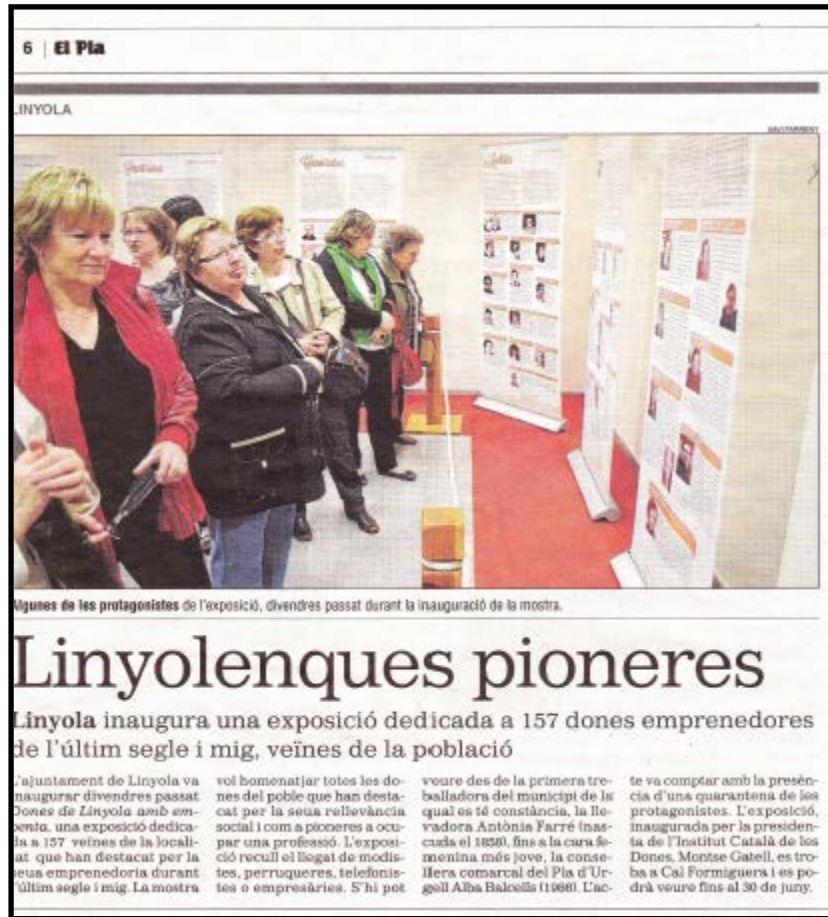 6 | El Pla
LINYOLA
Algunes de les protagonistes de l'exposició, divendres passat durant la inauguració de la mostra.
Linyolenques pioneres
Linyola inaugura una exposició dedicada a 157 dones emprenedores
de l'últim segle i mig, veïnes de la població
L'ajuntament de Linyola va
inaugurar divendres passat
Dones de Linyola amb em-
penta, una exposició dedica-
da a 157 veïnes de la locali-
tat que han destacat per la
seua emprenedoria durant
l'últim segle i mig. La mostra
vol homenatjar totes les do-
nes del poble que han desta-
cat per la seua rellevància
social i com a pioneres a ocu-
par una professió. L'exposi-
ció recull el llegat de modis-
tes, perruqueres, telefonis-
tes o empresàries. S'hi pot
veure des de la primera tre-
balladora del municipi de la
qual es té constància, la lle-
vadora Antònia Farré (nas-
cuda el 1858), fins a la cara fe-
menina més jove, la conse-
llera comarcal del Pla d'Ur-
gell Alba Balcells (1986). L'ac-
te va comptar amb la presèn-
cia d'una quarantena de les
protagonistes. L'exposició,
inaugurada per la presiden-
ta de l'Institut Català de les
Dones, Montse Gatell, es tro-
ba a Cal Formiguera i es po-
drà veure fins al 30 de juny.